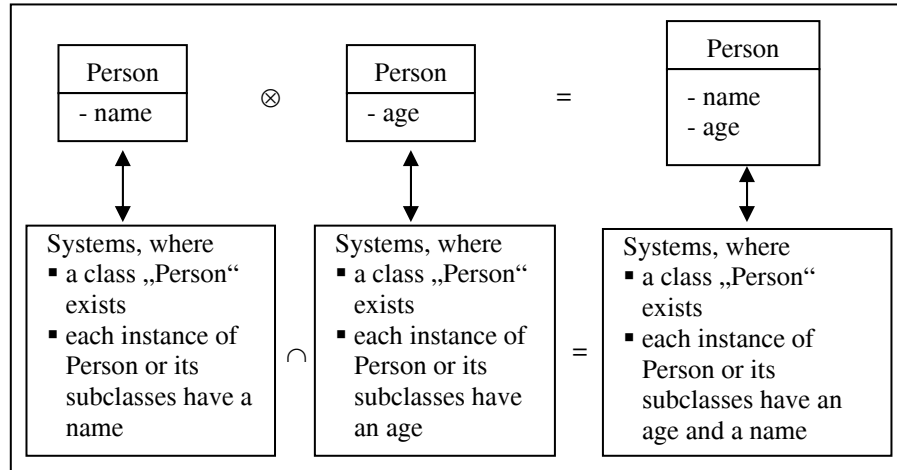 Person
- name
⊗
Person
- age
=
Person
- name
- age
Systems, where
▪ a class „Person“
exists
▪ each instance of
Person or its
subclasses have a
name
∩
Systems, where
▪ a class „Person“
exists
▪ each instance of
Person or its
subclasses have
an age
=
Systems, where
▪ a class „Person“
exists
▪ each instance of
Person or its
subclasses have an
age and a name